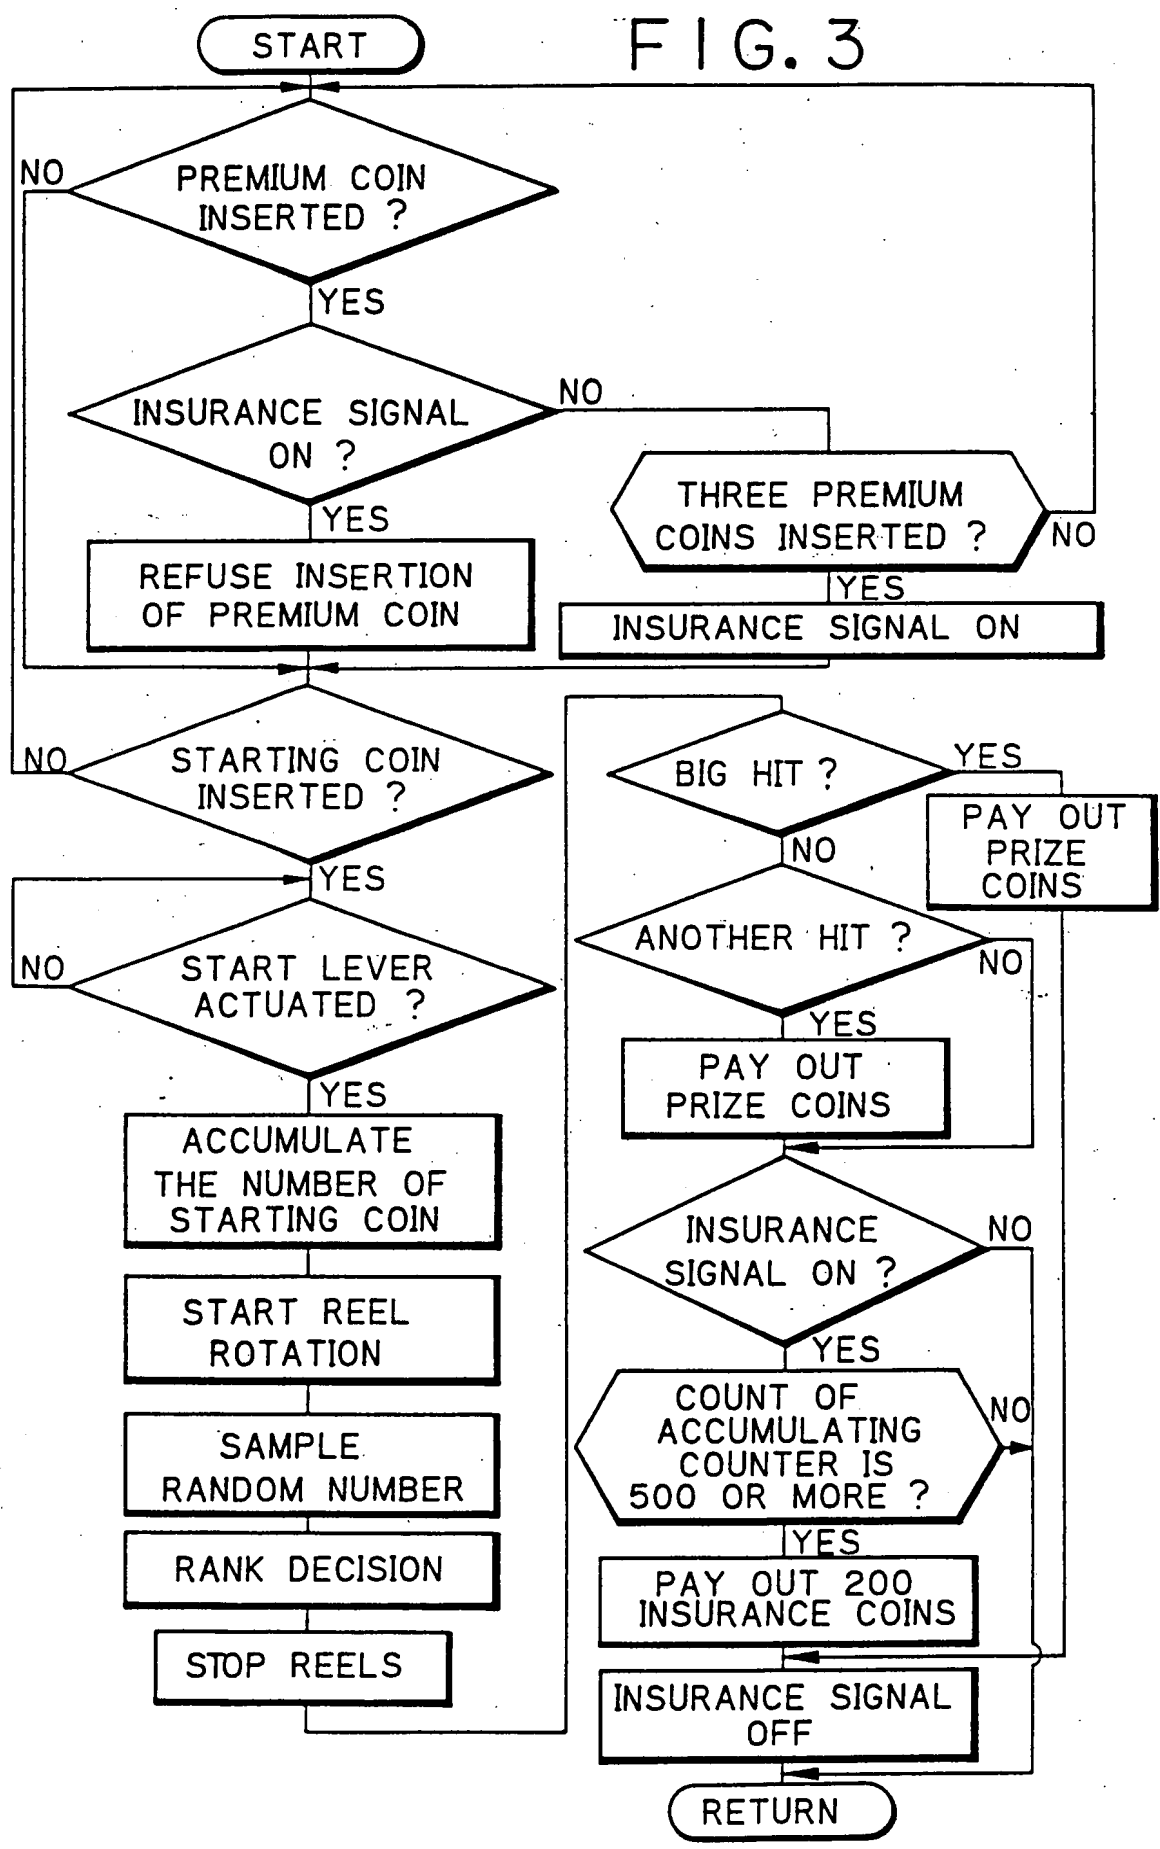 FIG. 3
START
PREMIUM COIN
INSERTED ?
NO
YES
INSURANCE SIGNAL
ON ?
NO
YES
THREE PREMIUM
COINS INSERTED ?
NO
YES
REFUSE INSERTION
OF PREMIUM COIN
INSURANCE SIGNAL ON
STARTING COIN
INSERTED ?
NO
YES
START LEVER
ACTUATED ?
NO
YES
ACCUMULATE
THE NUMBER OF
STARTING COIN
START REEL
ROTATION
SAMPLE
RANDOM NUMBER
RANK DECISION
STOP REELS
BIG HIT ?
YES
NO
PAY OUT
PRIZE
COINS
ANOTHER HIT ?
NO
YES
PAY OUT
PRIZE COINS
INSURANCE
SIGNAL ON ?
NO
YES
COUNT OF
ACCUMULATING
COUNTER IS
500 OR MORE ?
NO
YES
PAY OUT 200
INSURANCE COINS
INSURANCE SIGNAL
OFF
RETURN